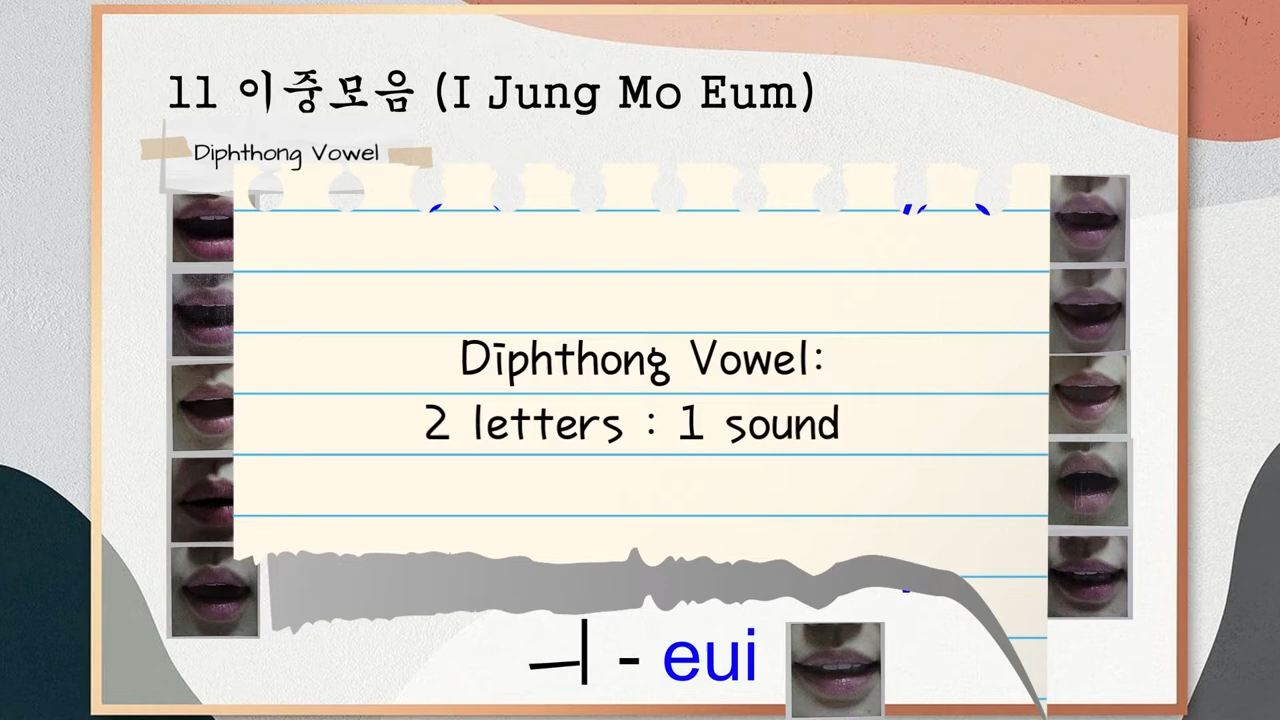 11 이중모음 (I Jung Mo Eum)
Diphthong Vowel
Diphthong Vowel:
2 letters : 1 sound
ㅢ - eui